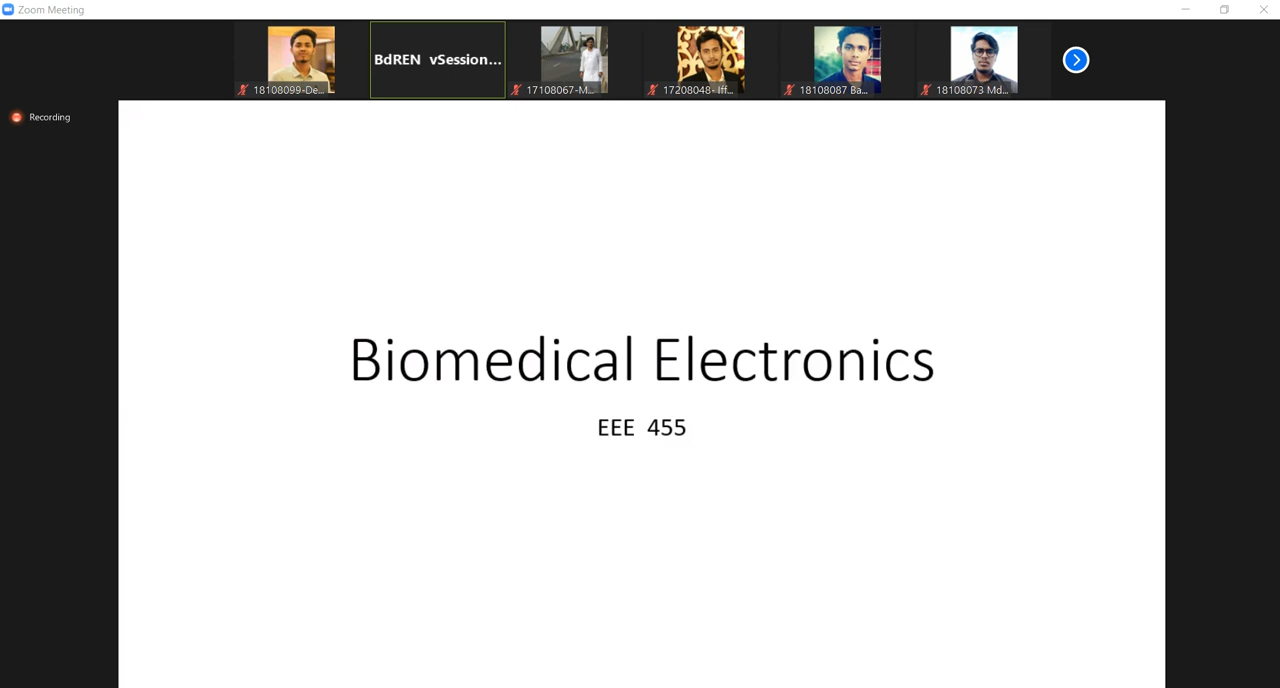 Zoom Meeting
BdREN vSession...
18108099-De...
17108067-M...
17208048- Iff...
18108087 Ba...
18108073 Md...
Recording
Biomedical Electronics
EEE 455